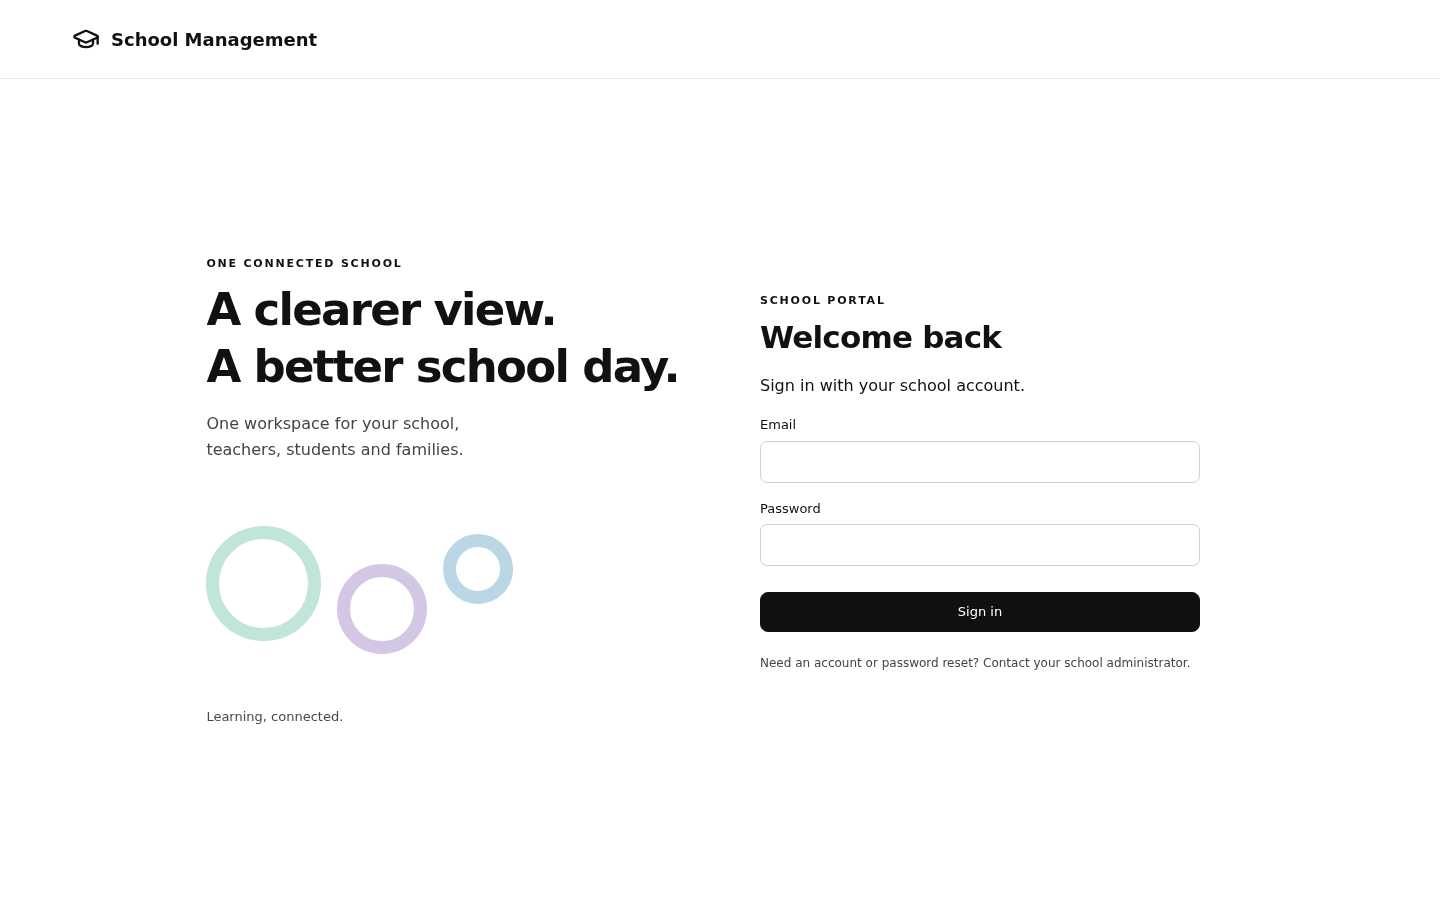 School Management
ONE CONNECTED SCHOOL
A clearer view.
A better school day.
One workspace for your school,
teachers, students and families.
Learning, connected.
SCHOOL PORTAL
Welcome back
Sign in with your school account.
Email
Password
Sign in
Need an account or password reset? Contact your school administrator.